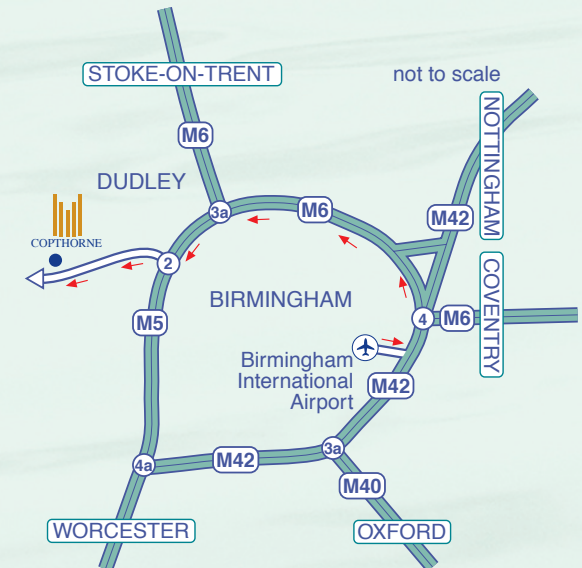 STOKE-ON-TRENT
not to scale
NOTTINGHAM
M6
DUDLEY
3a
M6
M42
COPTHORNE
2
BIRMINGHAM
COVENTRY
M5
4
M6
Birmingham
International
Airport
M42
3a
4a
M42
M40
WORCESTER
OXFORD